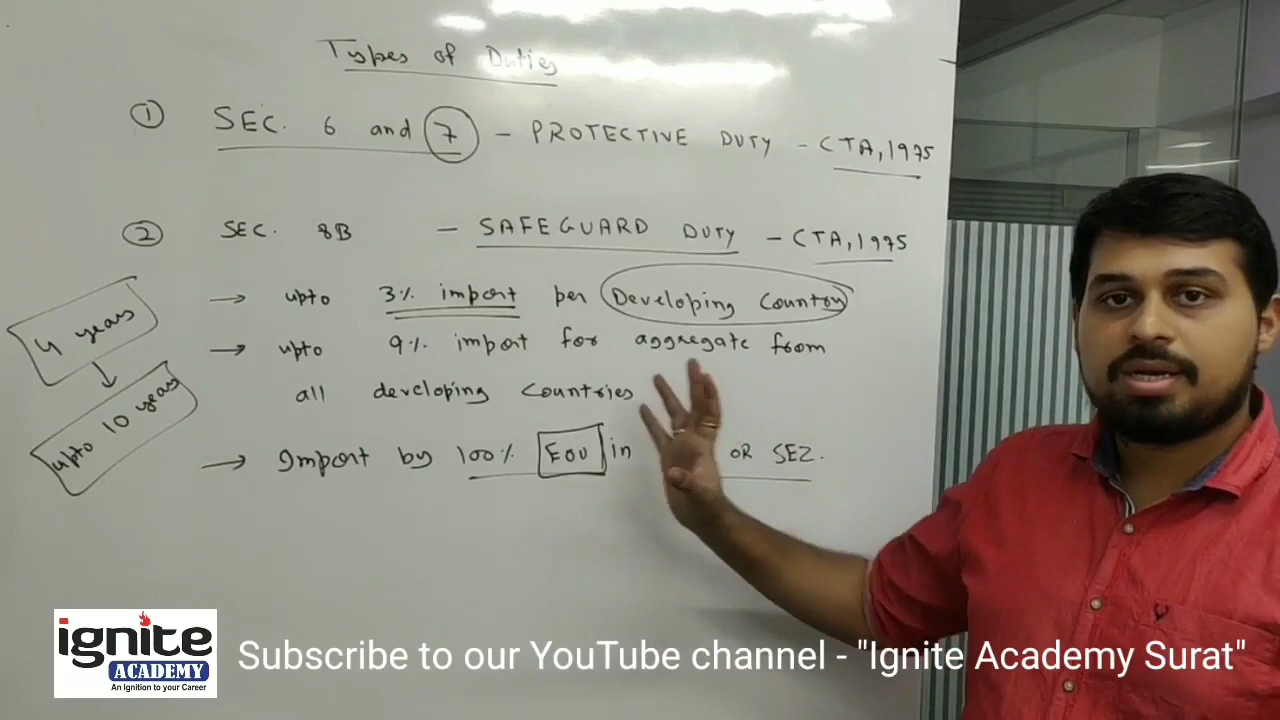 Types of Duties
① SEC. 6 and 7 - PROTECTIVE DUTY - CTA, 1975
② SEC. 8B - SAFEGUARD DUTY - CTA, 1975
→ upto 3% import per Developing Country
→ upto 9% import for aggregate from
all developing Countries
4 years
upto 10 years
→ Import by 100% EOU in OR SEZ.
ignite
ACADEMY
An Ignition to your Career
Subscribe to our YouTube channel - "Ignite Academy Surat"